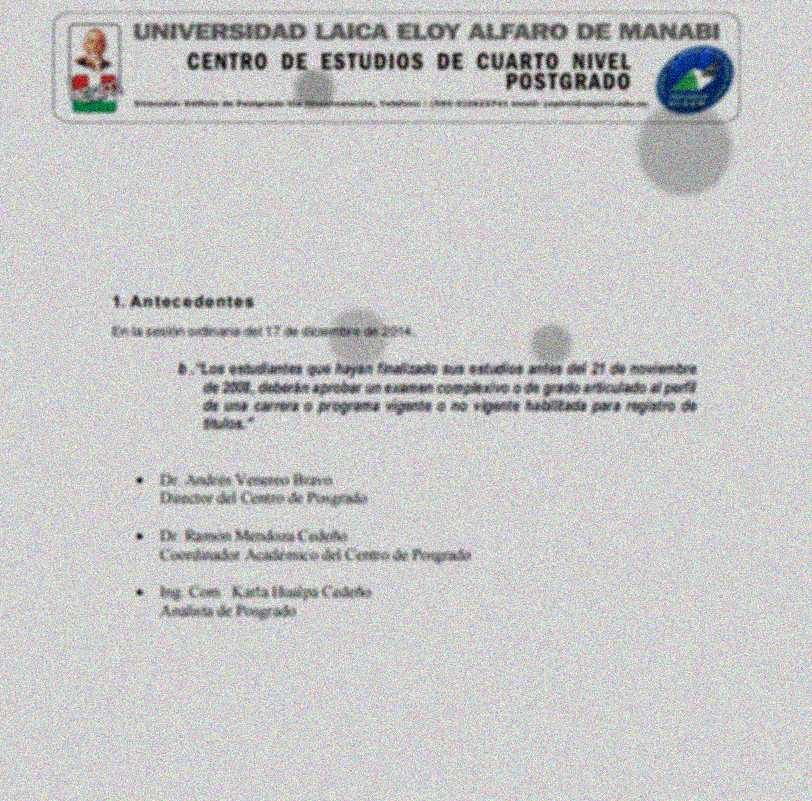 UNIVERSIDAD LAICA ELOY ALFARO DE MANABI
CENTRO DE ESTUDIOS DE CUARTO NIVEL
POSTGRADO
1. Antecedentes
En la sesión ordinaria del 17 de diciembre de 2014.
b. "Los estudiantes que hayan finalizado sus estudios antes del 21 de noviembre
de 2008, deberán aprobar un examen complexivo o de grado articulado al perfil
de una carrera o programa vigente o no vigente habilitada para registro de
títulos."
• Dr. Andrés Venereo Bravo
Director del Centro de Posgrado
• Dr. Ramón Mendoza Cedeño
Coordinador Académico del Centro de Posgrado
• Ing. Com. Karla Hualpa Cedeño
Analista de Posgrado